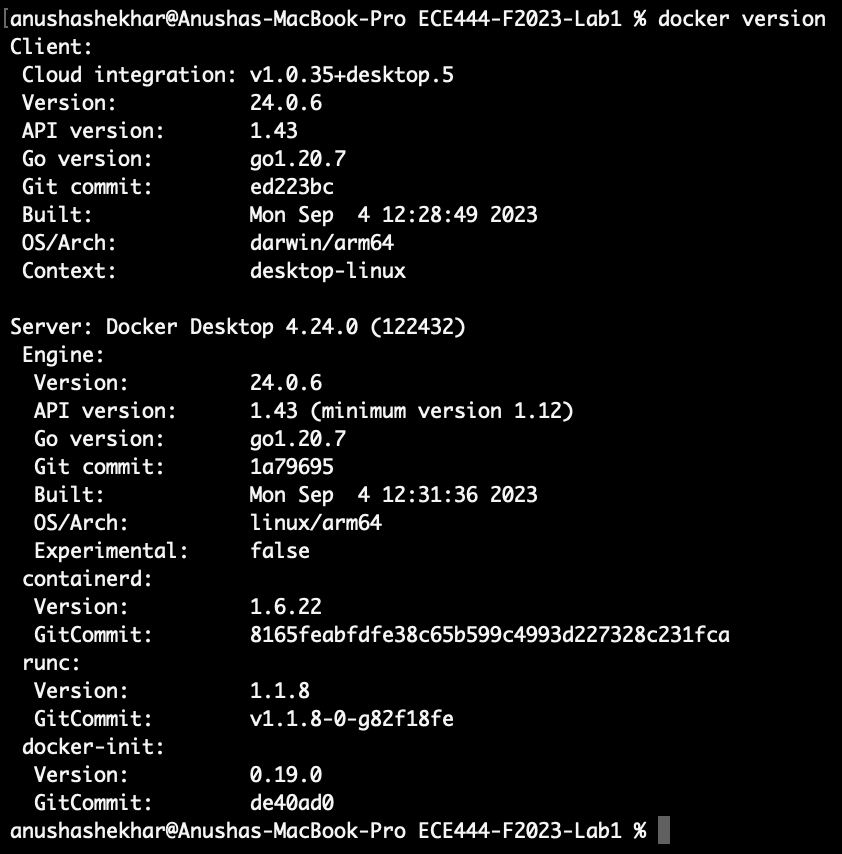 anushashekhar@Anushas-MacBook-Pro ECE444-F2023-Lab1 % docker version
Client:
 Cloud integration: v1.0.35+desktop.5
 Version:           24.0.6
 API version:       1.43
 Go version:        go1.20.7
 Git commit:        ed223bc
 Built:             Mon Sep  4 12:28:49 2023
 OS/Arch:           darwin/arm64
 Context:           desktop-linux

Server: Docker Desktop 4.24.0 (122432)
 Engine:
  Version:          24.0.6
  API version:      1.43 (minimum version 1.12)
  Go version:       go1.20.7
  Git commit:       1a79695
  Built:            Mon Sep  4 12:31:36 2023
  OS/Arch:          linux/arm64
  Experimental:     false
 containerd:
  Version:          1.6.22
  GitCommit:        8165feabfdfe38c65b599c4993d227328c231fca
 runc:
  Version:          1.1.8
  GitCommit:        v1.1.8-0-g82f18fe
 docker-init:
  Version:          0.19.0
  GitCommit:        de40ad0
anushashekhar@Anushas-MacBook-Pro ECE444-F2023-Lab1 %